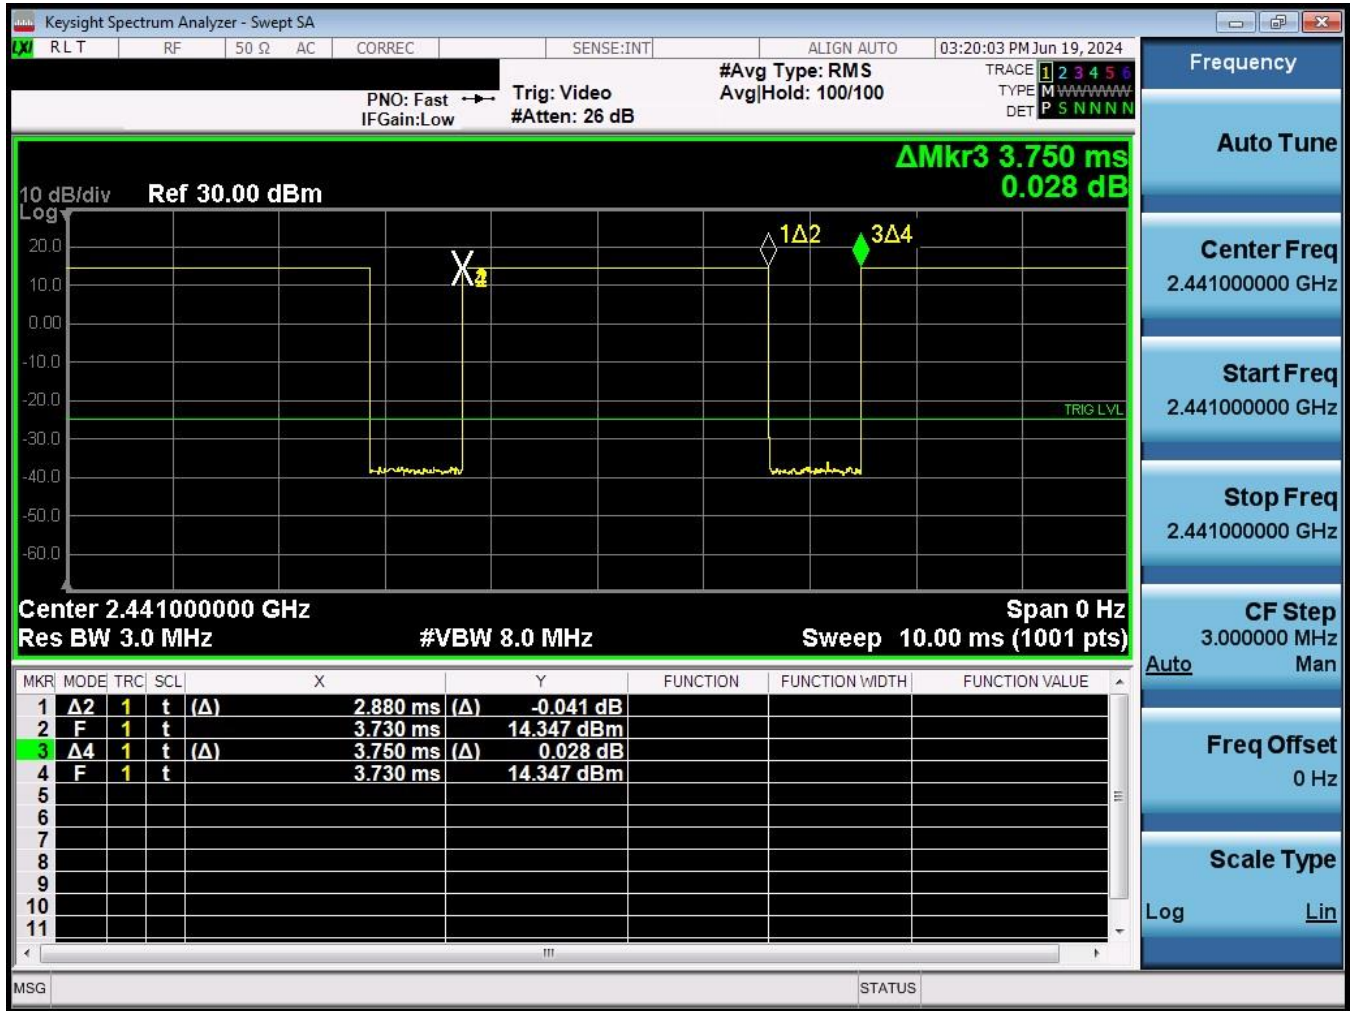 Keysight Spectrum Analyzer - Swept SA
LXI RLT RF 50 Ω AC CORREC SENSE:INT ALIGN AUTO 03:20:03 PM Jun 19, 2024
PNO: Fast
IFGain:Low
Trig: Video
#Atten: 26 dB
#Avg Type: RMS
Avg|Hold: 100/100
TRACE 1 2 3 4 5 6
TYPE M WWWWW
DET P S N N N N
ΔMkr3 3.750 ms
0.028 dB
10 dB/div Ref 30.00 dBm
Log
20.0
10.0
0.00
-10.0
-20.0
-30.0
-40.0
-50.0
-60.0
1Δ2
3Δ4
TRIG LVL
Center 2.441000000 GHz Span 0 Hz
Res BW 3.0 MHz #VBW 8.0 MHz Sweep 10.00 ms (1001 pts)
MKR MODE TRC SCL X Y FUNCTION FUNCTION WIDTH FUNCTION VALUE
1 Δ2 1 t (Δ) 2.880 ms (Δ) -0.041 dB
2 F 1 t 3.730 ms 14.347 dBm
3 Δ4 1 t (Δ) 3.750 ms (Δ) 0.028 dB
4 F 1 t 3.730 ms 14.347 dBm
5
6
7
8
9
10
11
MSG STATUS
Frequency
Auto Tune
Center Freq
2.441000000 GHz
Start Freq
2.441000000 GHz
Stop Freq
2.441000000 GHz
CF Step
3.000000 MHz
Auto Man
Freq Offset
0 Hz
Scale Type
Log Lin